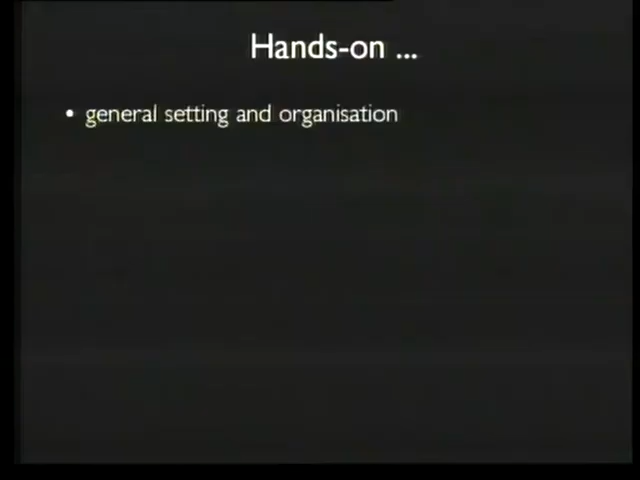 Hands-on ...
• general setting and organisation